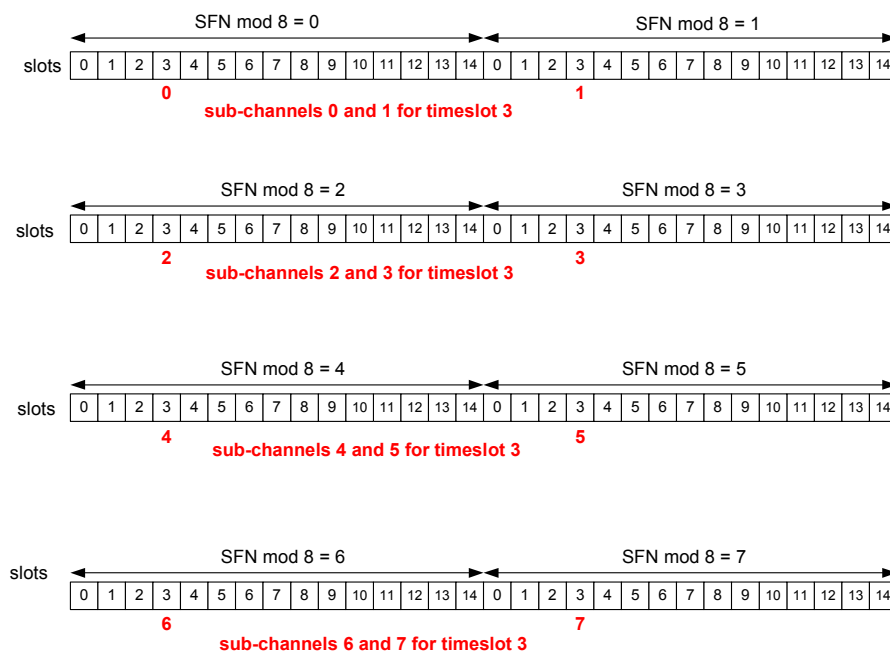 SFN mod 8 = 0 SFN mod 8 = 1
slots 0 1 2 3 4 5 6 7 8 9 10 11 12 13 14 0 1 2 3 4 5 6 7 8 9 10 11 12 13 14
0 1
sub-channels 0 and 1 for timeslot 3
SFN mod 8 = 2 SFN mod 8 = 3
slots 0 1 2 3 4 5 6 7 8 9 10 11 12 13 14 0 1 2 3 4 5 6 7 8 9 10 11 12 13 14
2 3
sub-channels 2 and 3 for timeslot 3
SFN mod 8 = 4 SFN mod 8 = 5
slots 0 1 2 3 4 5 6 7 8 9 10 11 12 13 14 0 1 2 3 4 5 6 7 8 9 10 11 12 13 14
4 5
sub-channels 4 and 5 for timeslot 3
SFN mod 8 = 6 SFN mod 8 = 7
slots 0 1 2 3 4 5 6 7 8 9 10 11 12 13 14 0 1 2 3 4 5 6 7 8 9 10 11 12 13 14
6 7
sub-channels 6 and 7 for timeslot 3